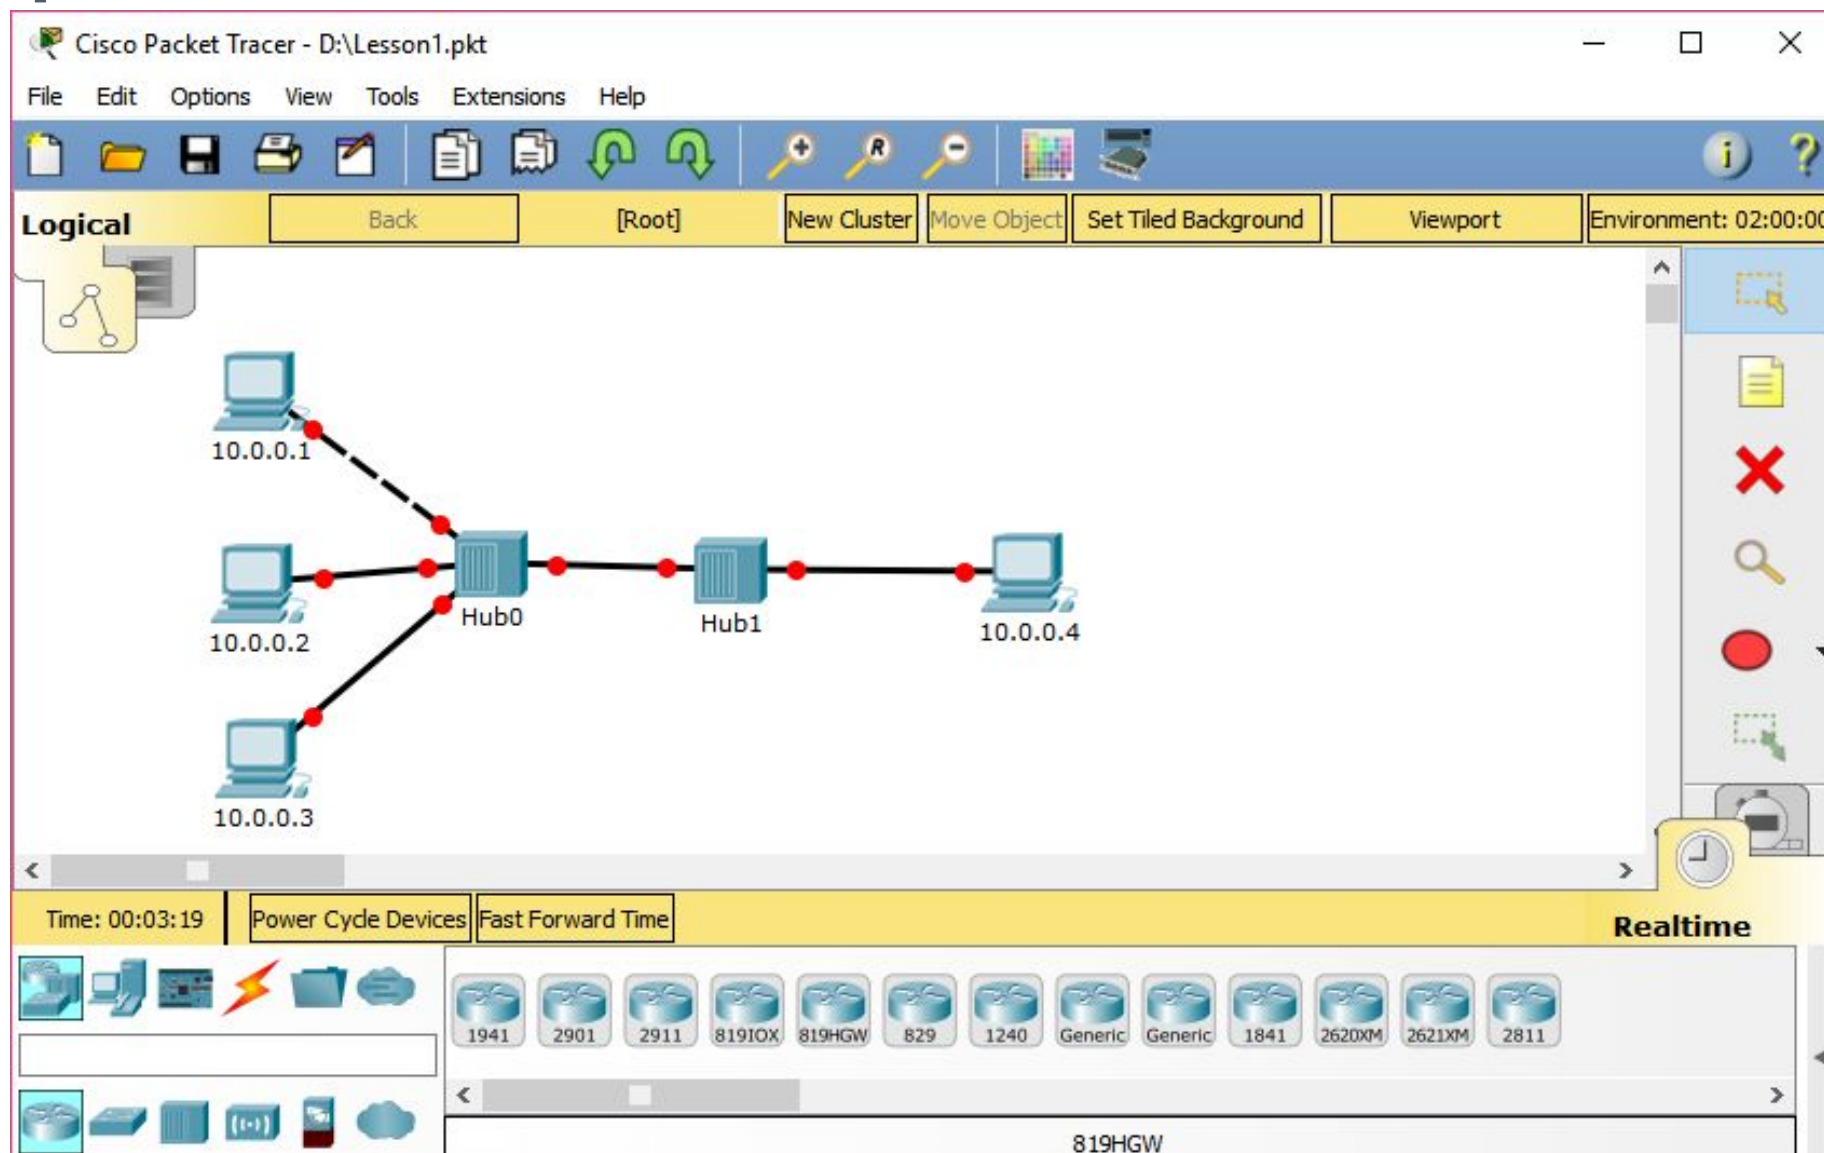 Cisco Packet Tracer - D:\Lesson1.pkt
File Edit Options View Tools Extensions Help
R i ?
Logical Back [Root] New Cluster Move Object Set Tiled Background Viewport Environment: 02:00:00
10.0.0.1
10.0.0.2
Hub0
Hub1
10.0.0.4
10.0.0.3
Time: 00:03:19 Power Cycle Devices Fast Forward Time Realtime
1941 2901 2911 819IOX 819HGW 829 1240 Generic Generic 1841 2620XM 2621XM 2811
819HGW